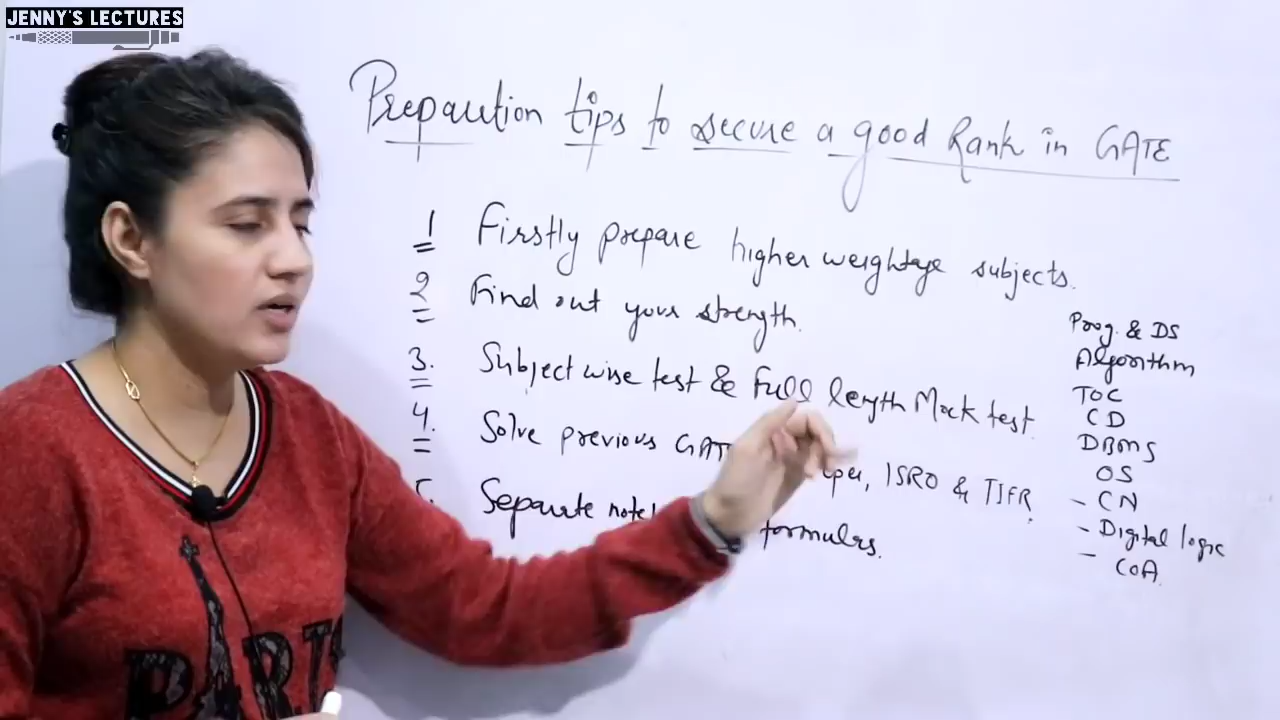 JENNY'S LECTURES
Preparation tips to secure a good Rank in GATE
1 Firstly prepare higher weightage subjects.
2 Find out your strength.
3. Subject wise test & Full length Mock test.
4. Solve previous GATE, ISRO & TIFR.
5. Separate formulas.
PARIS
Prog. & DS
Algorithm
TOC
CD
DBMS
OS
- CN
- Digital logic
- COA